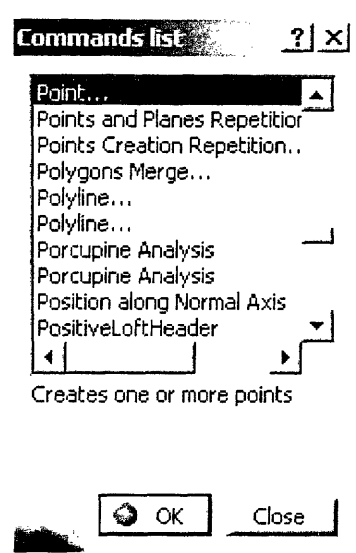 Commands list ? ×
Point...
Points and Planes Repetition
Points Creation Repetition..
Polygons Merge...
Polyline...
Polyline...
Porcupine Analysis
Porcupine Analysis
Position along Normal Axis
PositiveLoftHeader
Creates one or more points
OK Close